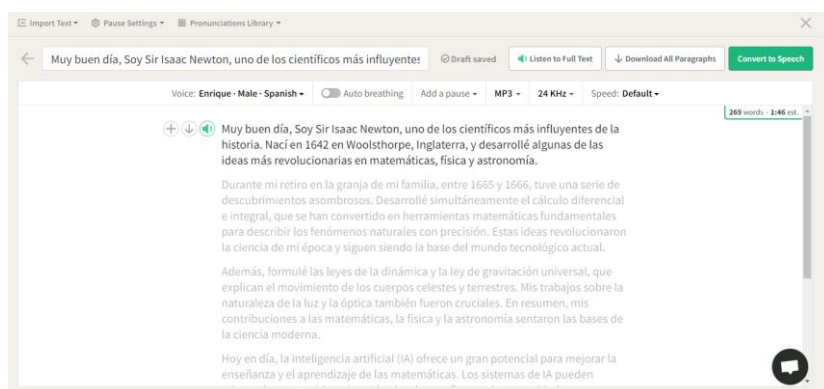 Import Text Pause Settings Pronunciations Library
Muy buen día, Soy Sir Isaac Newton, uno de los científicos más influyentes Draft saved Listen to Full Text Download All Paragraphs Convert to Speech
Voice: Enrique · Male · Spanish Auto breathing Add a pause MP3 24 KHz Speed: Default
269 words - 1:46 est.
Muy buen día, Soy Sir Isaac Newton, uno de los científicos más influyentes de la
historia. Nací en 1642 en Woolsthorpe, Inglaterra, y desarrollé algunas de las
ideas más revolucionarias en matemáticas, física y astronomía.
Durante mi retiro en la granja de mi familia, entre 1665 y 1666, tuve una serie de
descubrimientos asombrosos. Desarrollé simultáneamente el cálculo diferencial
e integral, que se han convertido en herramientas matemáticas fundamentales
para describir los fenómenos naturales con precisión. Estas ideas revolucionaron
la ciencia de mi época y siguen siendo la base del mundo tecnológico actual.
Además, formulé las leyes de la dinámica y la ley de gravitación universal, que
explican el movimiento de los cuerpos celestes y terrestres. Mis trabajos sobre la
naturaleza de la luz y la óptica también fueron cruciales. En resumen, mis
contribuciones a las matemáticas, la física y la astronomía sentaron las bases de
la ciencia moderna.
Hoy en día, la inteligencia artificial (IA) ofrece un gran potencial para mejorar la
enseñanza y el aprendizaje de las matemáticas. Los sistemas de IA pueden